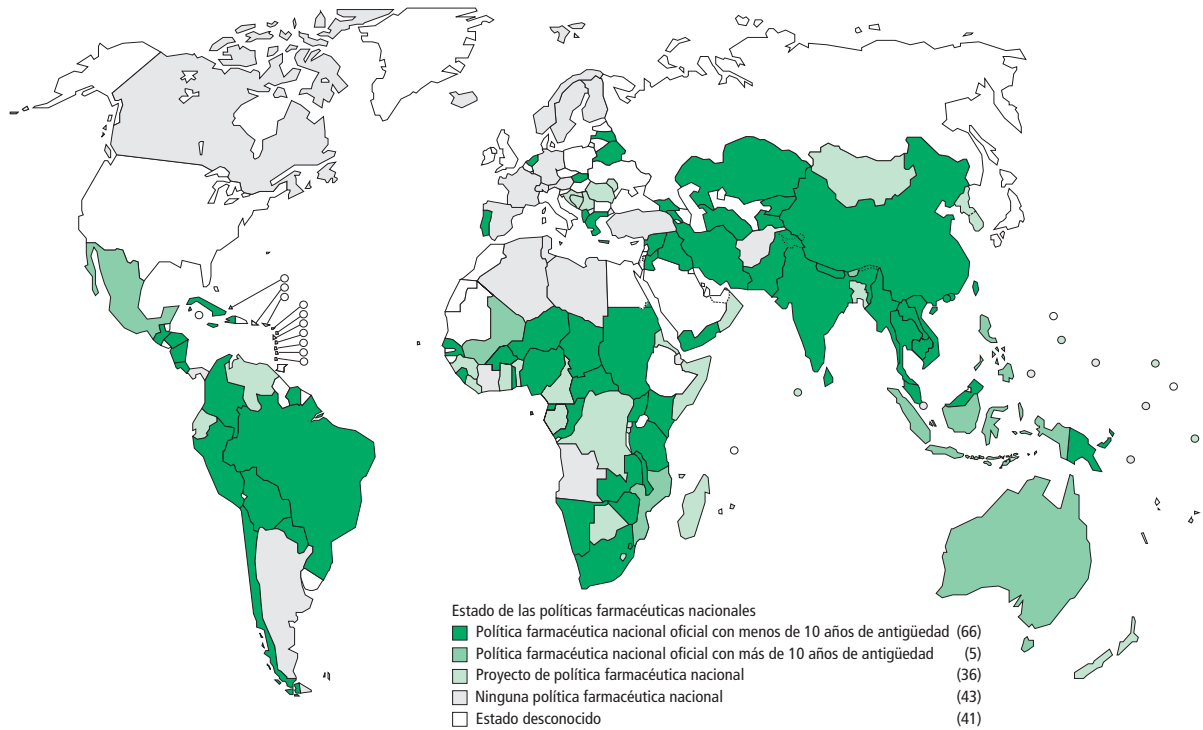 Estado de las políticas farmacéuticas nacionales
Política farmacéutica nacional oficial con menos de 10 años de antigüedad (66)
Política farmacéutica nacional oficial con más de 10 años de antigüedad (5)
Proyecto de política farmacéutica nacional (36)
Ninguna política farmacéutica nacional (43)
Estado desconocido (41)